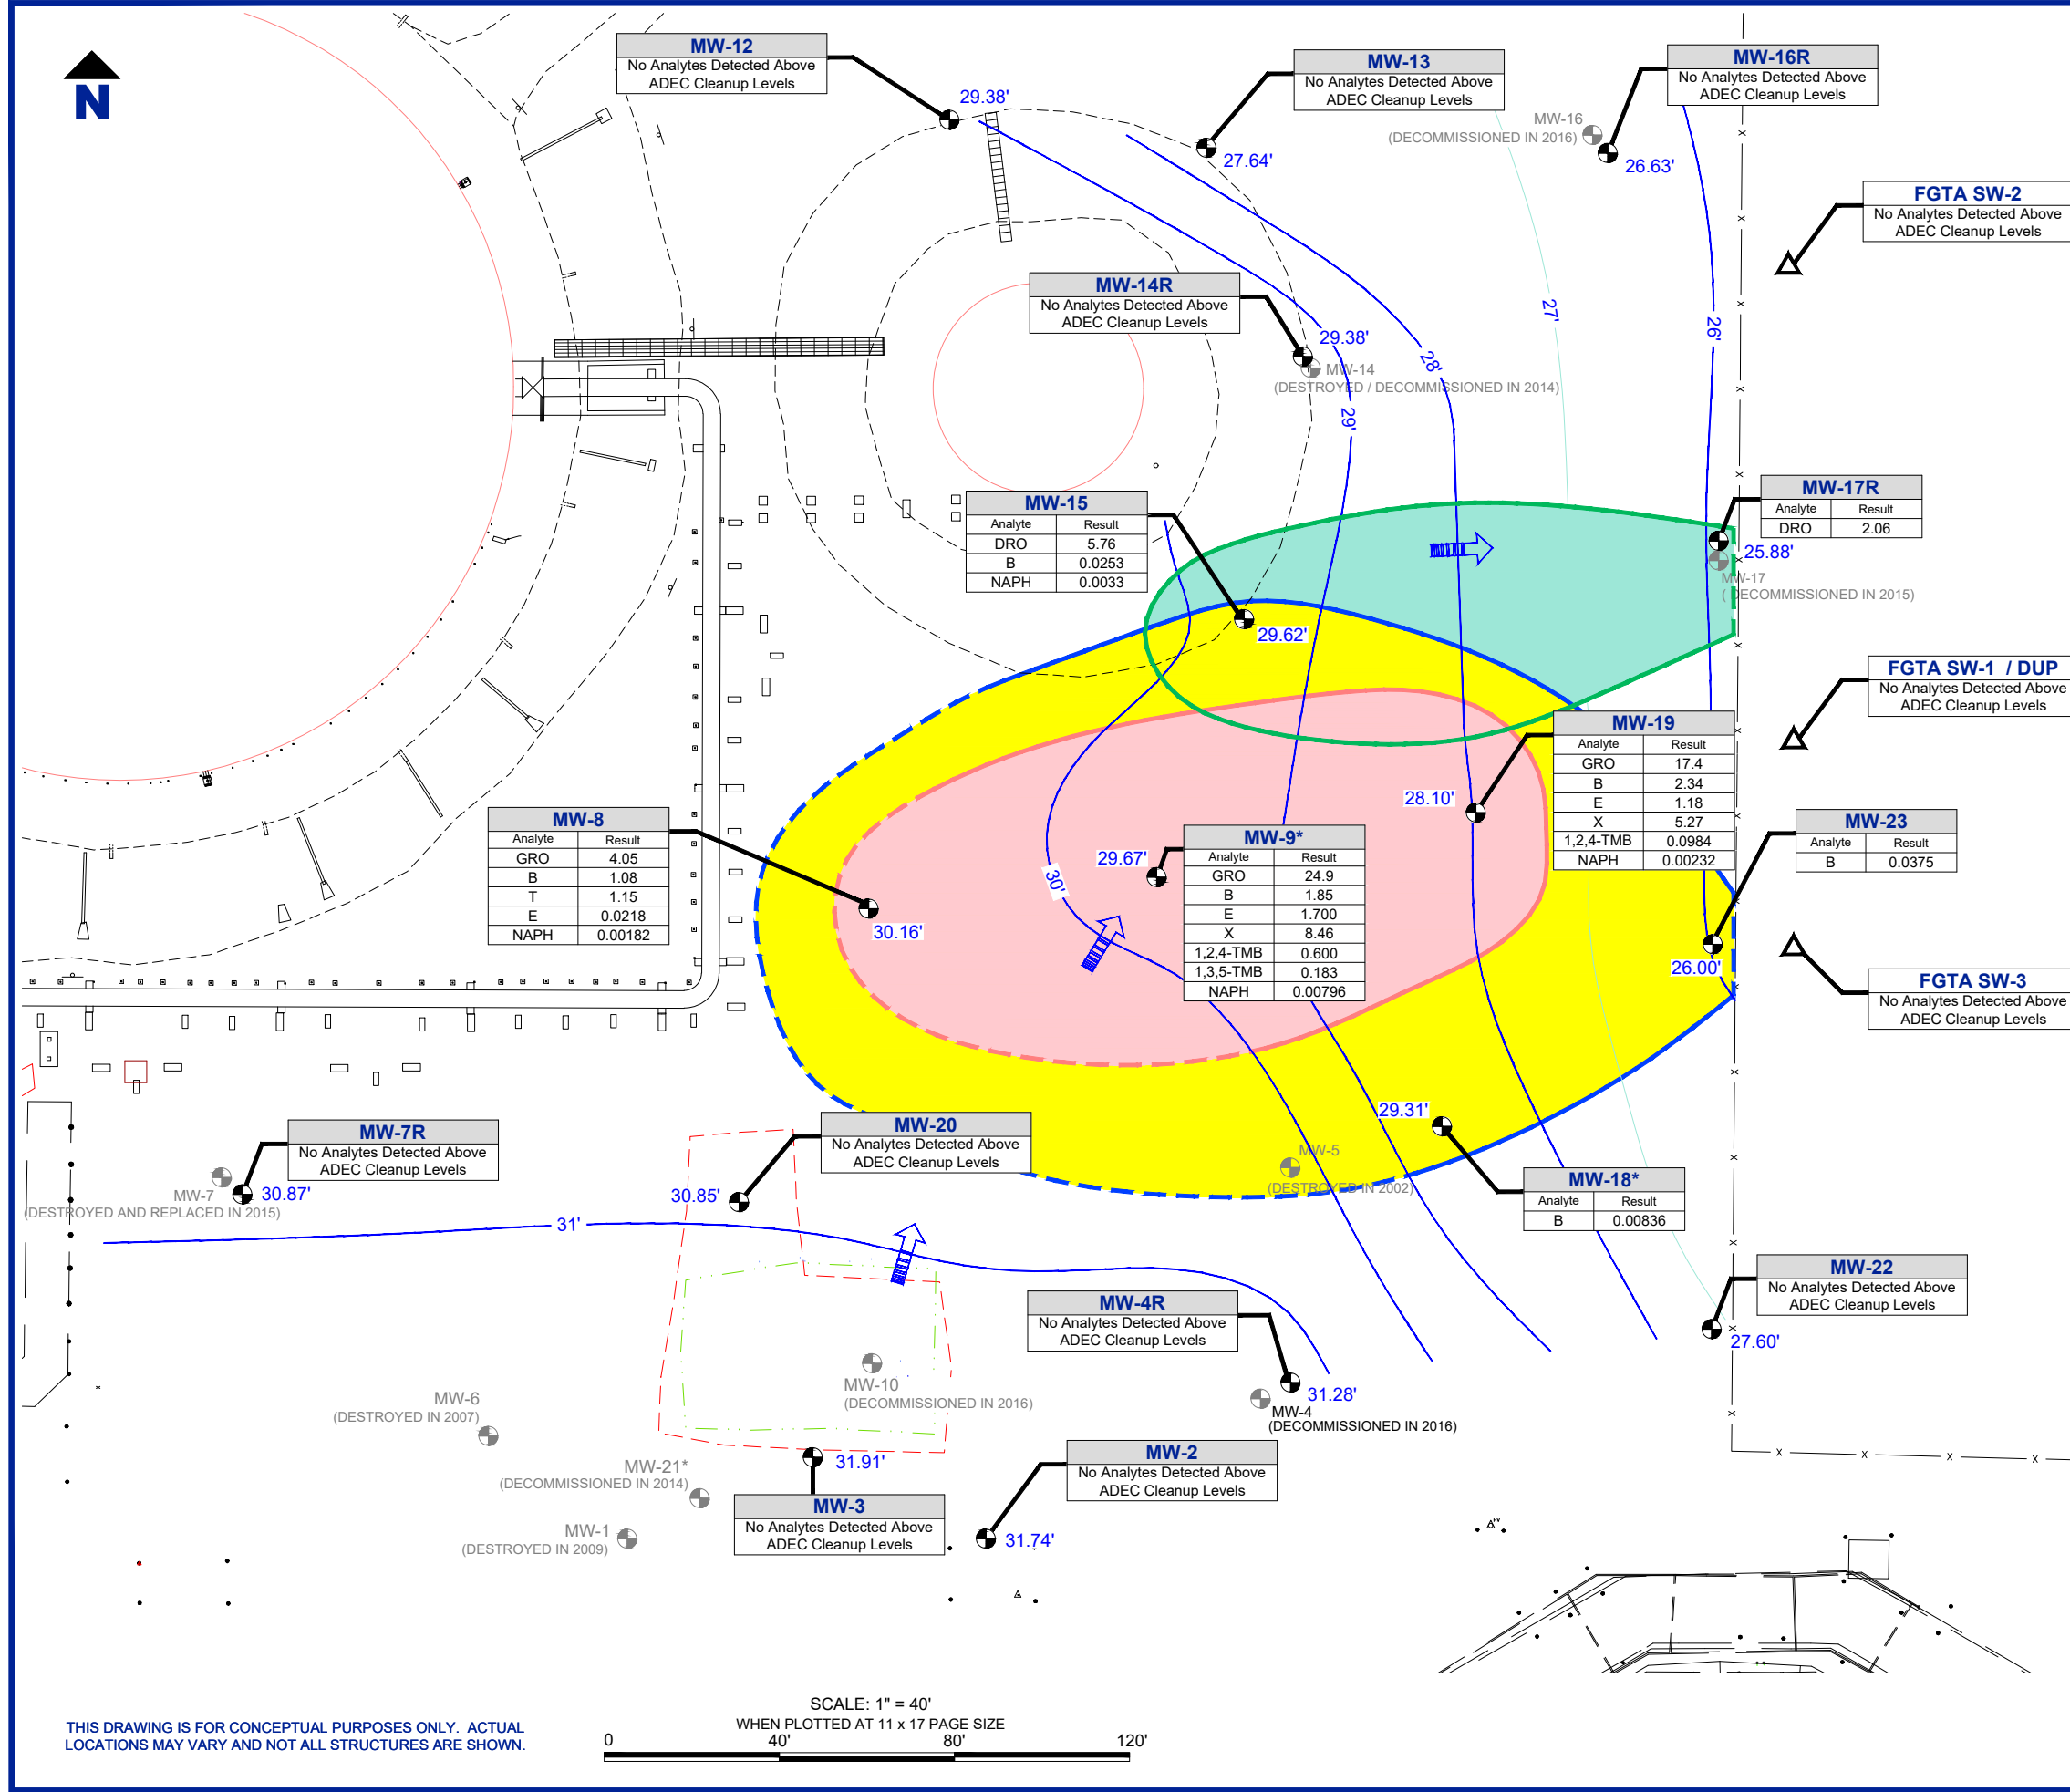 N
MW-12
No Analytes Detected Above
ADEC Cleanup Levels
29.38'
MW-13
No Analytes Detected Above
ADEC Cleanup Levels
27.64'
MW-16R
No Analytes Detected Above
ADEC Cleanup Levels
MW-16
(DECOMMISSIONED IN 2016)
26.63'
FGTA SW-2
No Analytes Detected Above
ADEC Cleanup Levels
MW-14R
No Analytes Detected Above
ADEC Cleanup Levels
29.38'
MW-14
(DESTROYED / DECOMMISSIONED IN 2014)
27'
26'
28'
29'
MW-15
Analyte Result
DRO 5.76
B 0.0253
NAPH 0.0033
29.62'
MW-17R
Analyte Result
DRO 2.06
25.88'
MW-17
( DECOMMISSIONED IN 2015)
FGTA SW-1 / DUP
No Analytes Detected Above
ADEC Cleanup Levels
MW-19
Analyte Result
GRO 17.4
B 2.34
E 1.18
X 5.27
1,2,4-TMB 0.0984
NAPH 0.00232
28.10'
MW-8
Analyte Result
GRO 4.05
B 1.08
T 1.15
E 0.0218
NAPH 0.00182
30.16'
29.67'
30'
MW-9*
Analyte Result
GRO 24.9
B 1.85
E 1.700
X 8.46
1,2,4-TMB 0.600
1,3,5-TMB 0.183
NAPH 0.00796
MW-23
Analyte Result
B 0.0375
26.00'
FGTA SW-3
No Analytes Detected Above
ADEC Cleanup Levels
MW-7R
No Analytes Detected Above
ADEC Cleanup Levels
MW-7
(DESTROYED AND REPLACED IN 2015)
30.87'
MW-20
No Analytes Detected Above
ADEC Cleanup Levels
30.85'
31'
29.31'
MW-5
(DESTROYED IN 2002)
MW-18*
Analyte Result
B 0.00836
MW-22
No Analytes Detected Above
ADEC Cleanup Levels
27.60'
MW-4R
No Analytes Detected Above
ADEC Cleanup Levels
31.28'
MW-4
(DECOMMISSIONED IN 2016)
MW-10
(DECOMMISSIONED IN 2016)
MW-6
(DESTROYED IN 2007)
31.91'
MW-21*
(DECOMMISSIONED IN 2014)
MW-3
No Analytes Detected Above
ADEC Cleanup Levels
MW-2
No Analytes Detected Above
ADEC Cleanup Levels
31.74'
MW-1
(DESTROYED IN 2009)
SCALE: 1" = 40'
WHEN PLOTTED AT 11 x 17 PAGE SIZE
0 40' 80' 120'
THIS DRAWING IS FOR CONCEPTUAL PURPOSES ONLY. ACTUAL
LOCATIONS MAY VARY AND NOT ALL STRUCTURES ARE SHOWN.